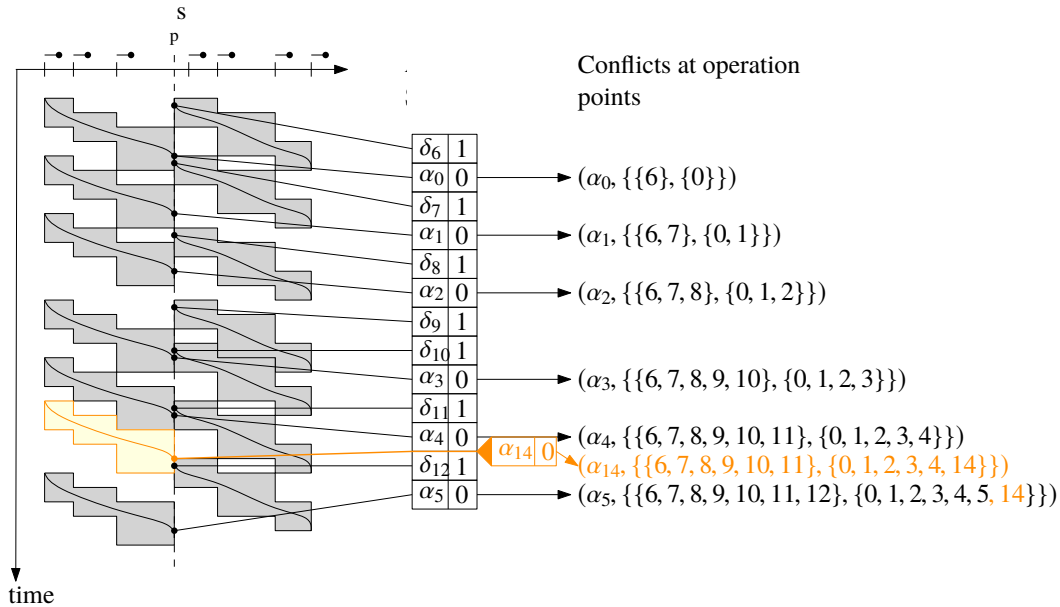 s
p
Conflicts at operation
points
δ₆ 1
α₀ 0 (α₀, {{6}, {0}})
δ₇ 1
α₁ 0 (α₁, {{6, 7}, {0, 1}})
δ₈ 1
α₂ 0 (α₂, {{6, 7, 8}, {0, 1, 2}})
δ₉ 1
δ₁₀ 1
α₃ 0 (α₃, {{6, 7, 8, 9, 10}, {0, 1, 2, 3}})
δ₁₁ 1
α₄ 0 (α₄, {{6, 7, 8, 9, 10, 11}, {0, 1, 2, 3, 4}})
α₁₄ 0 (α₁₄, {{6, 7, 8, 9, 10, 11}, {0, 1, 2, 3, 4, 14}})
δ₁₂ 1
α₅ 0 (α₅, {{6, 7, 8, 9, 10, 11, 12}, {0, 1, 2, 3, 4, 5, 14}})
time